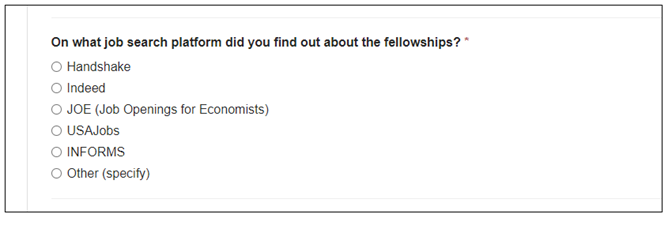 On what job search platform did you find out about the fellowships? *
Handshake
Indeed
JOE (Job Openings for Economists)
USAJobs
INFORMS
Other (specify)